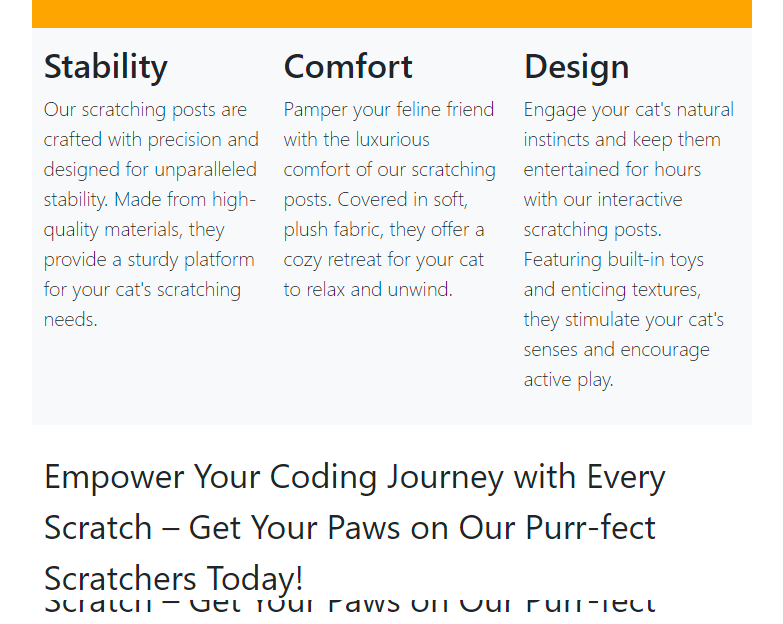 Stability
Our scratching posts are
crafted with precision and
designed for unparalleled
stability. Made from high-
quality materials, they
provide a sturdy platform
for your cat's scratching
needs.
Comfort
Pamper your feline friend
with the luxurious
comfort of our scratching
posts. Covered in soft,
plush fabric, they offer a
cozy retreat for your cat
to relax and unwind.
Design
Engage your cat's natural
instincts and keep them
entertained for hours
with our interactive
scratching posts.
Featuring built-in toys
and enticing textures,
they stimulate your cat's
senses and encourage
active play.
Empower Your Coding Journey with Every
Scratch – Get Your Paws on Our Purr-fect
Scratchers Today!
Scratch – Get Your Paws on Our Purr-fect